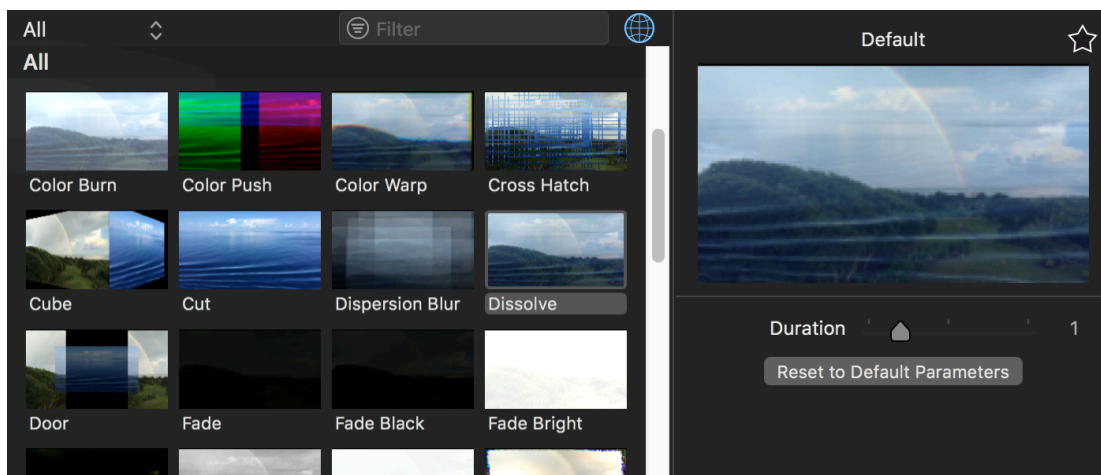 All
Filter
All
Color Burn
Color Push
Color Warp
Cross Hatch
Cube
Cut
Dispersion Blur
Dissolve
Door
Fade
Fade Black
Fade Bright
Default
Duration
1
Reset to Default Parameters